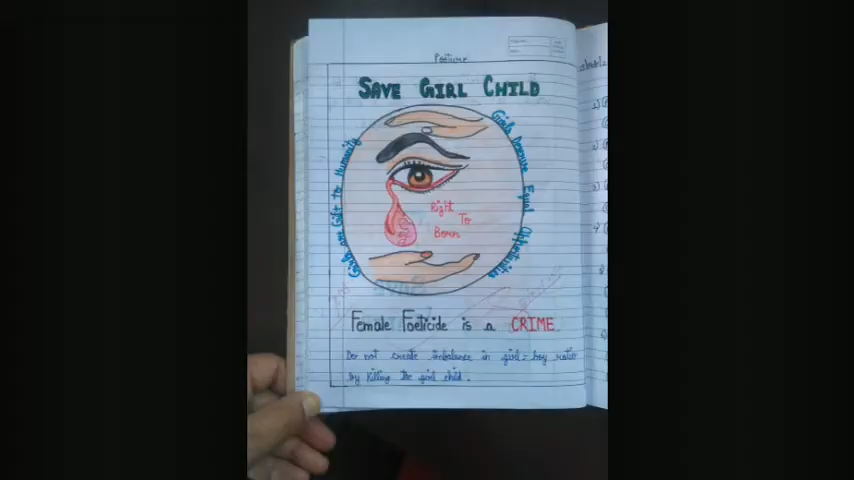 SAVE GIRL CHILD
Girls are Gift to Humanity
Girls Deserve Equal Opportunities
Right
To
Born
Female Foeticide is a CRIME
Do not create imbalance in girl-boy ratio
by killing the girl child.